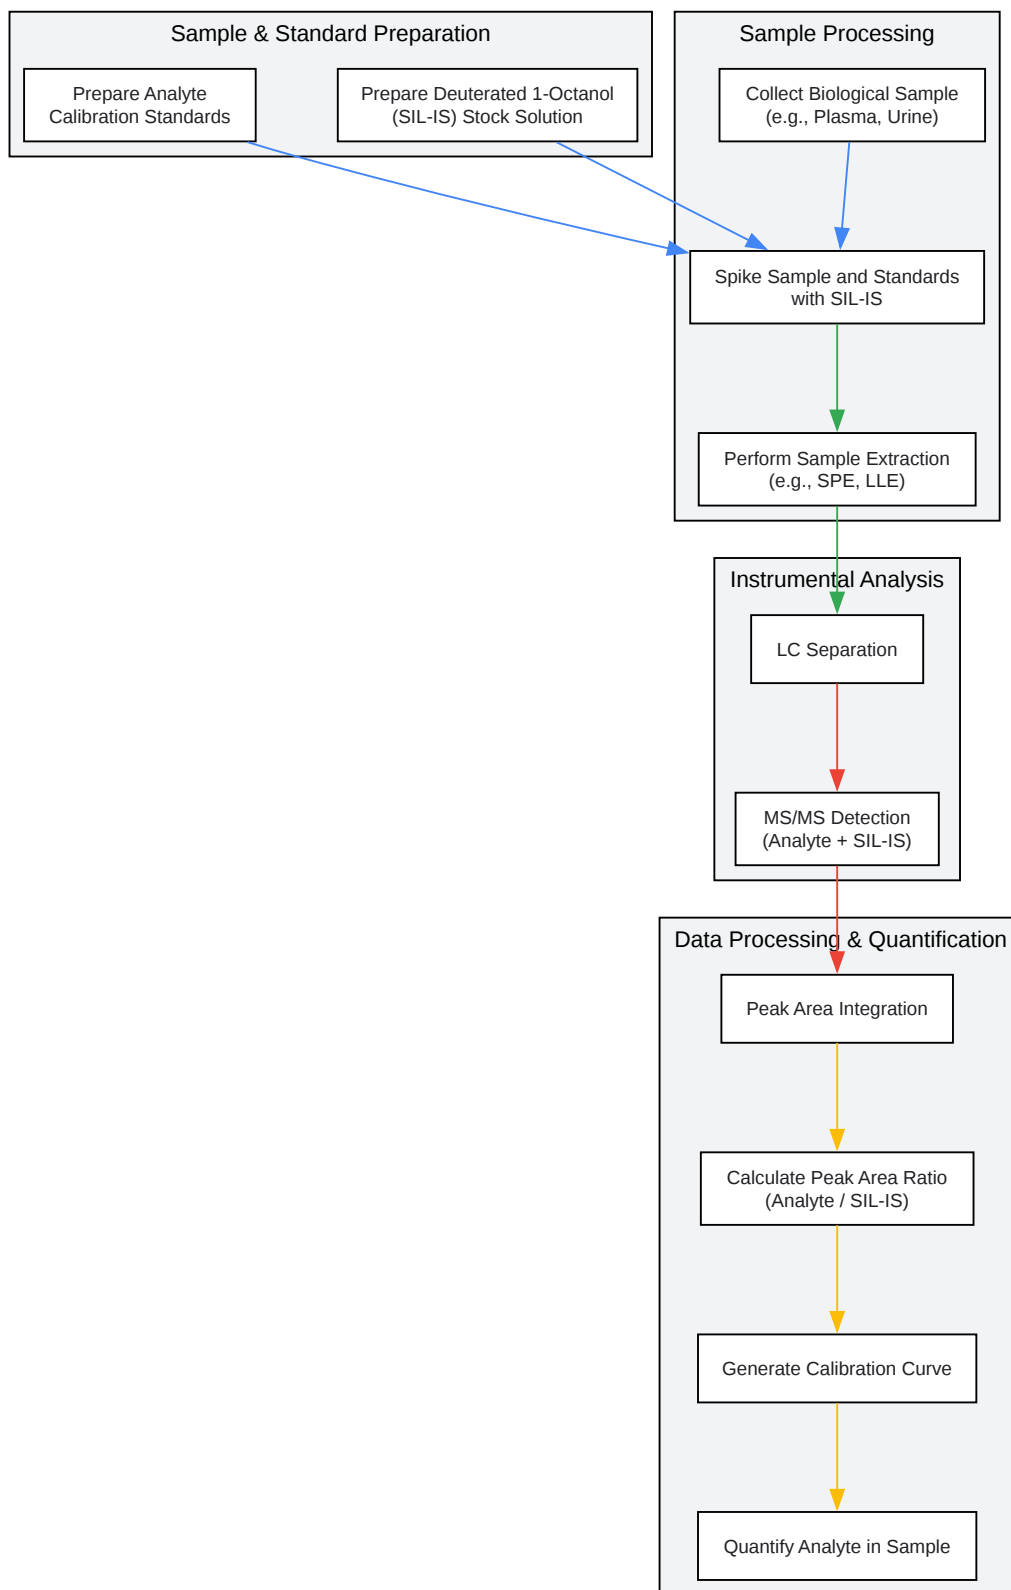 Sample & Standard Preparation
Prepare Analyte
Calibration Standards
Prepare Deuterated 1-Octanol
(SIL-IS) Stock Solution
Sample Processing
Collect Biological Sample
(e.g., Plasma, Urine)
Spike Sample and Standards
with SIL-IS
Perform Sample Extraction
(e.g., SPE, LLE)
Instrumental Analysis
LC Separation
MS/MS Detection
(Analyte + SIL-IS)
Data Processing & Quantification
Peak Area Integration
Calculate Peak Area Ratio
(Analyte / SIL-IS)
Generate Calibration Curve
Quantify Analyte in Sample